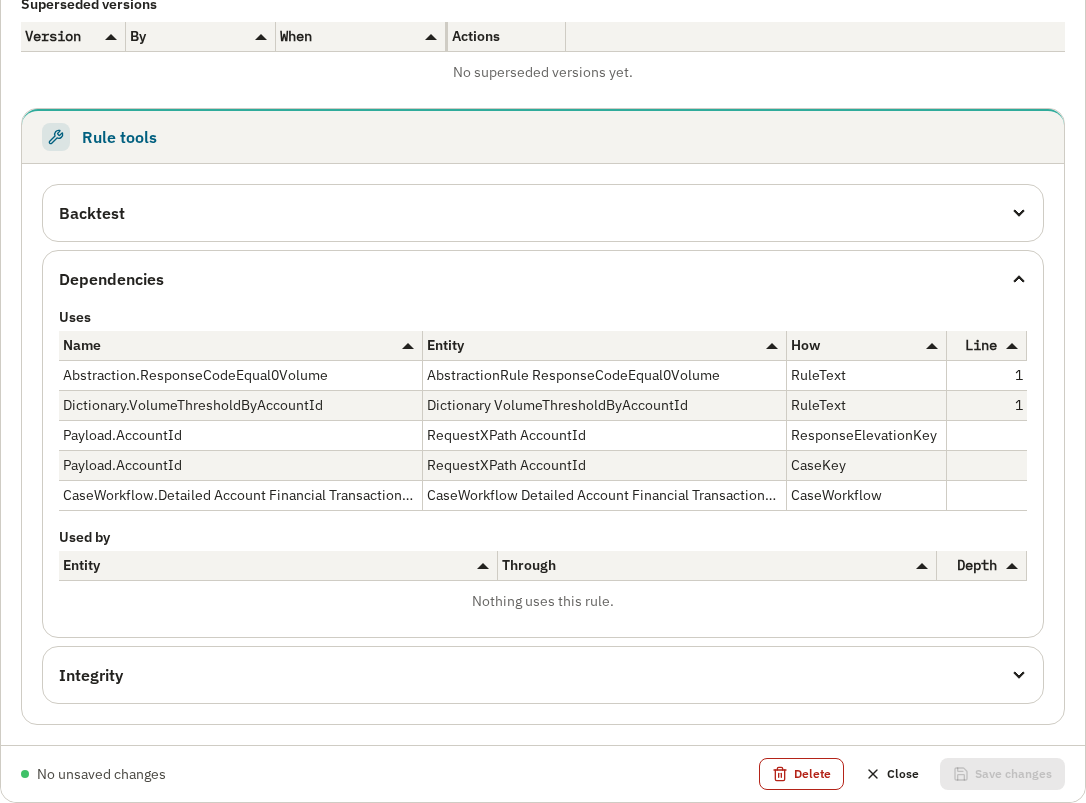 Superseded versions
Version By When Actions
No superseded versions yet.
Rule tools
Backtest
Dependencies
Uses
Name Entity How Line
Abstraction.ResponseCodeEqual0Volume AbstractionRule ResponseCodeEqual0Volume RuleText 1
Dictionary.VolumeThresholdByAccountId Dictionary VolumeThresholdByAccountId RuleText 1
Payload.AccountId RequestXPath AccountId ResponseElevationKey
Payload.AccountId RequestXPath AccountId CaseKey
CaseWorkflow.Detailed Account Financial Transaction... CaseWorkflow Detailed Account Financial Transaction... CaseWorkflow
Used by
Entity Through Depth
Nothing uses this rule.
Integrity
No unsaved changes Delete Close Save changes